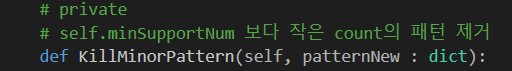 # private
# self.minSupportNum 보다 작은 count의 패턴 제거
def KillMinorPattern(self, patternNew : dict):